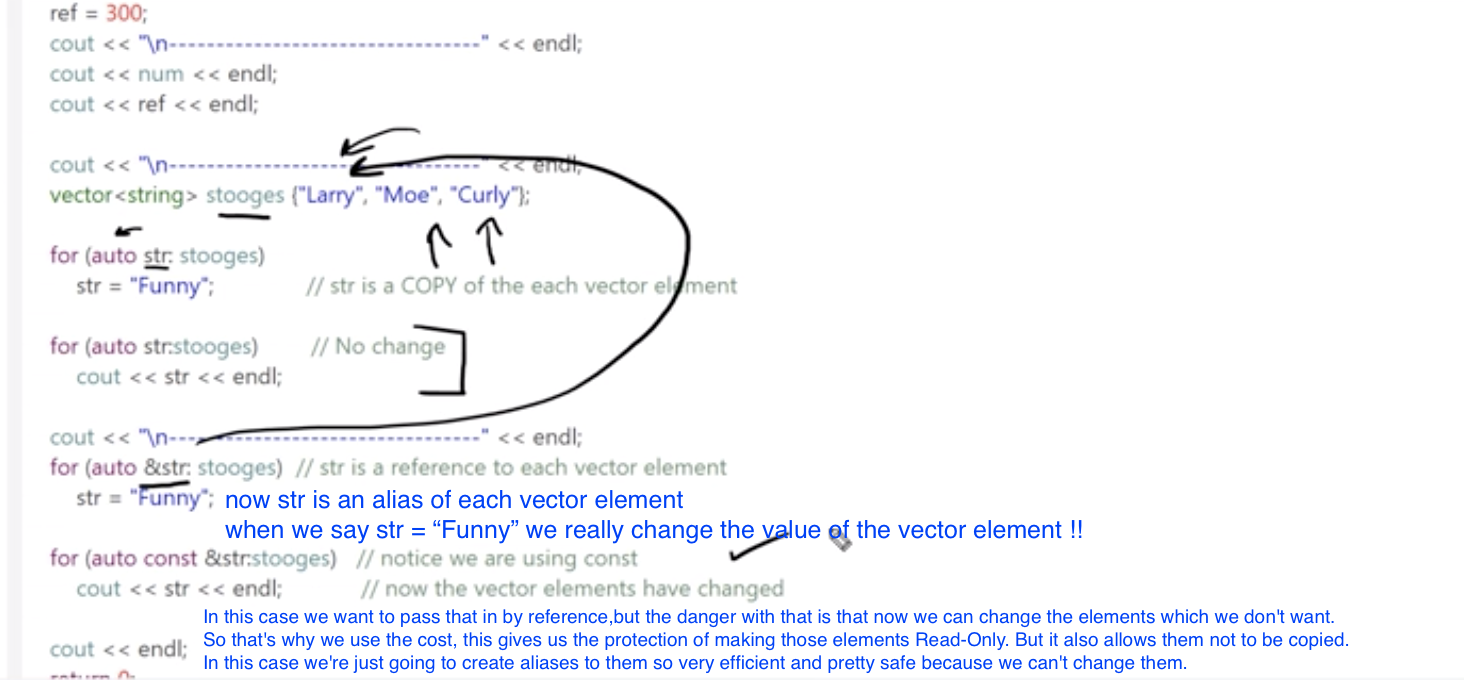 ref = 300;
cout << "\n---------------------------------------" << endl;
cout << num << endl;
cout << ref << endl;
cout << "\n---------------------------------------" << endl;
vector<string> stooges {"Larry", "Moe", "Curly"};
for (auto str: stooges)
str = "Funny"; // str is a COPY of the each vector element
for (auto str:stooges) // No change
cout << str << endl;
cout << "\n---------------------------------------" << endl;
for (auto &str: stooges) // str is a reference to each vector element
str = "Funny"; now str is an alias of each vector element
when we say str = “Funny” we really change the value of the vector element !!
for (auto const &str:stooges) // notice we are using const
cout << str << endl; // now the vector elements have changed
In this case we want to pass that in by reference,but the danger with that is that now we can change the elements which we don't want.
So that's why we use the cost, this gives us the protection of making those elements Read-Only. But it also allows them not to be copied.
cout << endl;
In this case we're just going to create aliases to them so very efficient and pretty safe because we can't change them.
return 0;